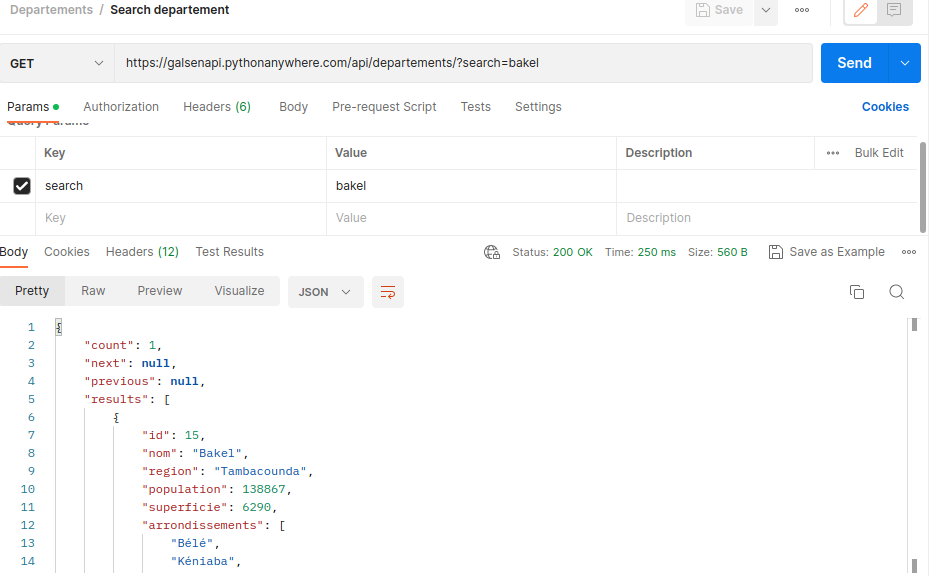 Departements / Search departement
Save
GET https://galsenapi.pythonanywhere.com/api/departements/?search=bakel Send
Params Authorization Headers (6) Body Pre-request Script Tests Settings Cookies
Query Params
Key Value Description Bulk Edit
search bakel
Key Value Description
Body Cookies Headers (12) Test Results Status: 200 OK Time: 250 ms Size: 560 B Save as Example
Pretty Raw Preview Visualize JSON
1 {
2 "count": 1,
3 "next": null,
4 "previous": null,
5 "results": [
6 {
7 "id": 15,
8 "nom": "Bakel",
9 "region": "Tambacounda",
10 "population": 138867,
11 "superficie": 6290,
12 "arrondissements": [
13 "Bélé",
14 "Kéniaba",